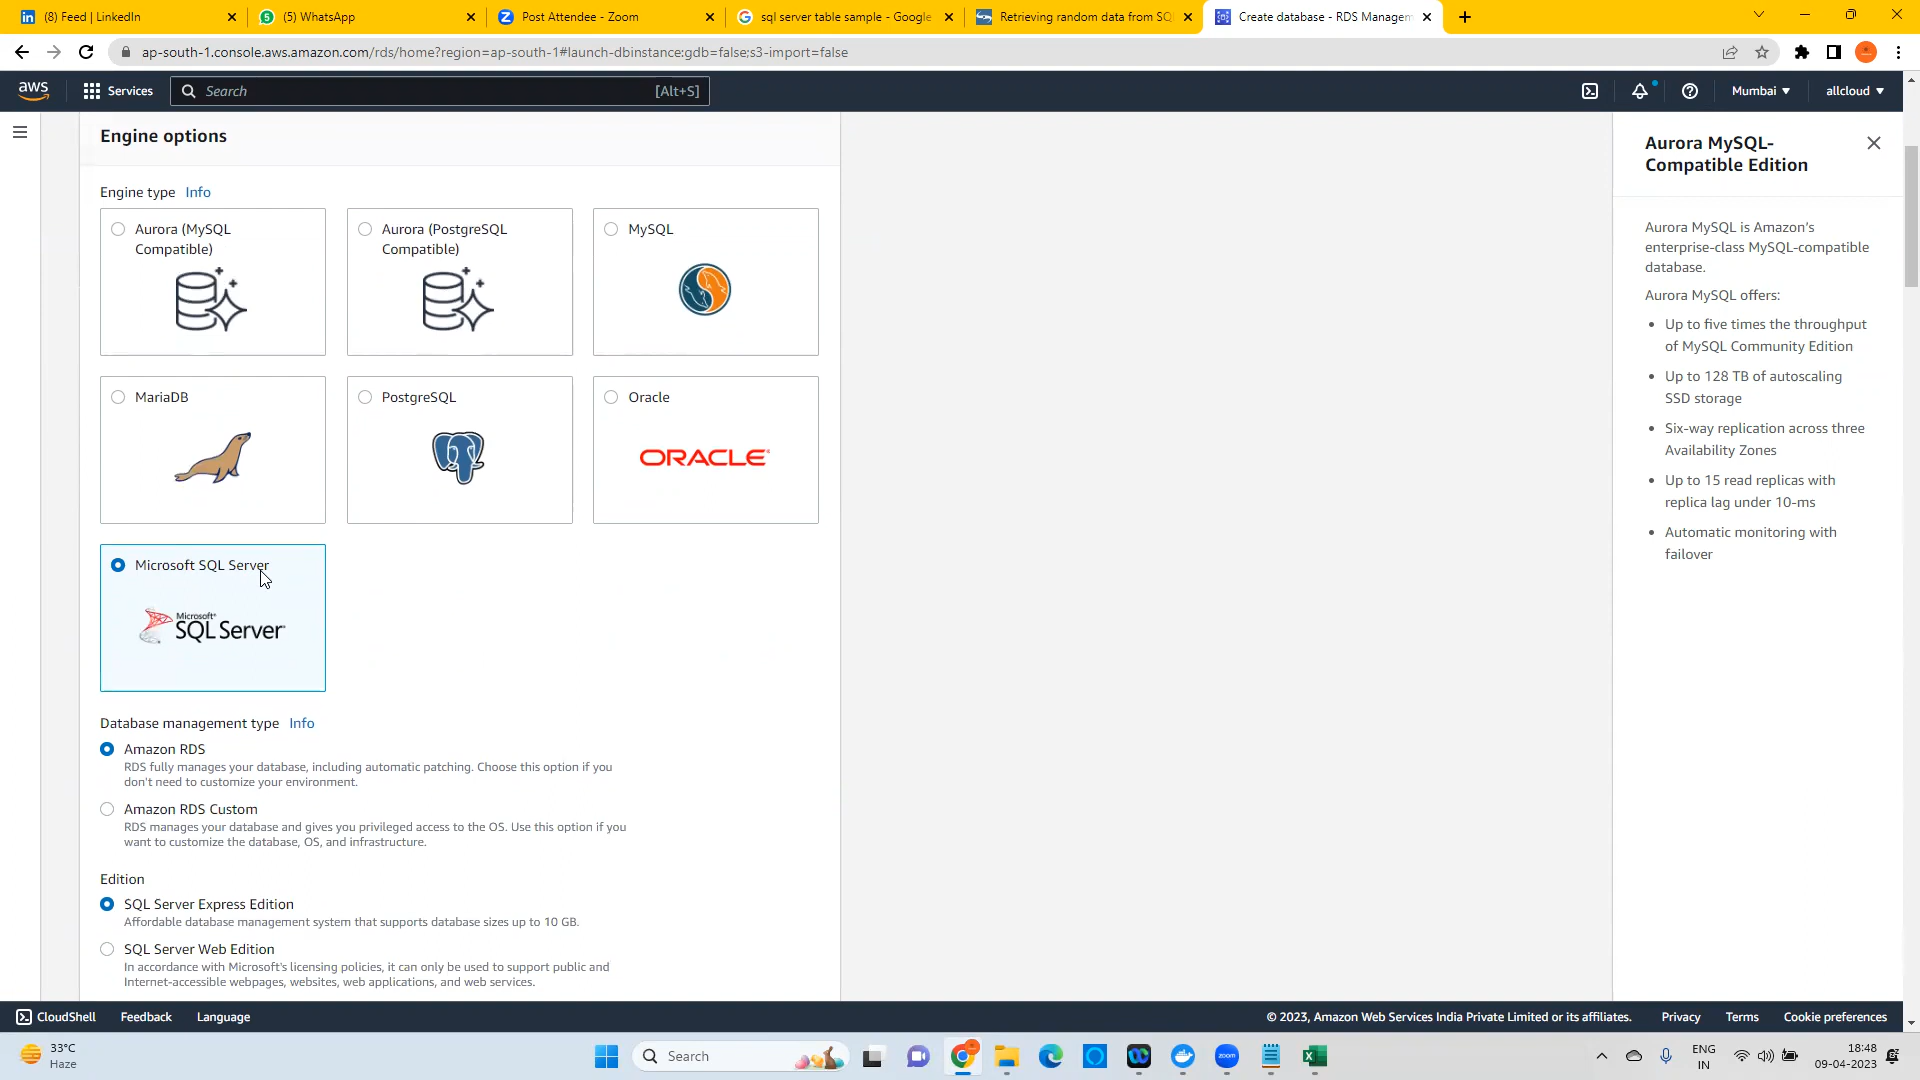 (8) Feed | LinkedIn
(5) WhatsApp
Post Attendee - Zoom
sql server table sample - Google
Retrieving random data from SQ
Create database - RDS Managem
ap-south-1.console.aws.amazon.com/rds/home?region=ap-south-1#launch-dbinstance:gdb=false;s3-import=false
aws
Services
Search
[Alt+S]
Mumbai
allcloud
Engine options
Engine type Info
Aurora (MySQL
Compatible)
Aurora (PostgreSQL
Compatible)
MySQL
MariaDB
PostgreSQL
Oracle
ORACLE
Microsoft SQL Server
Microsoft
SQL Server
Database management type Info
Amazon RDS
RDS fully manages your database, including automatic patching. Choose this option if you
don't need to customize your environment.
Amazon RDS Custom
RDS manages your database and gives you privileged access to the OS. Use this option if you
want to customize the database, OS, and infrastructure.
Edition
SQL Server Express Edition
Affordable database management system that supports database sizes up to 10 GB.
SQL Server Web Edition
In accordance with Microsoft's licensing policies, it can only be used to support public and
Internet-accessible webpages, websites, web applications, and web services.
Aurora MySQL-
Compatible Edition
Aurora MySQL is Amazon's
enterprise-class MySQL-compatible
database.
Aurora MySQL offers:
• Up to five times the throughput
of MySQL Community Edition
• Up to 128 TB of autoscaling
SSD storage
• Six-way replication across three
Availability Zones
• Up to 15 read replicas with
replica lag under 10-ms
• Automatic monitoring with
failover
CloudShell
Feedback
Language
© 2023, Amazon Web Services India Private Limited or its affiliates.
Privacy
Terms
Cookie preferences
33°C
Haze
Search
zoom
ENG
IN
18:48
09-04-2023